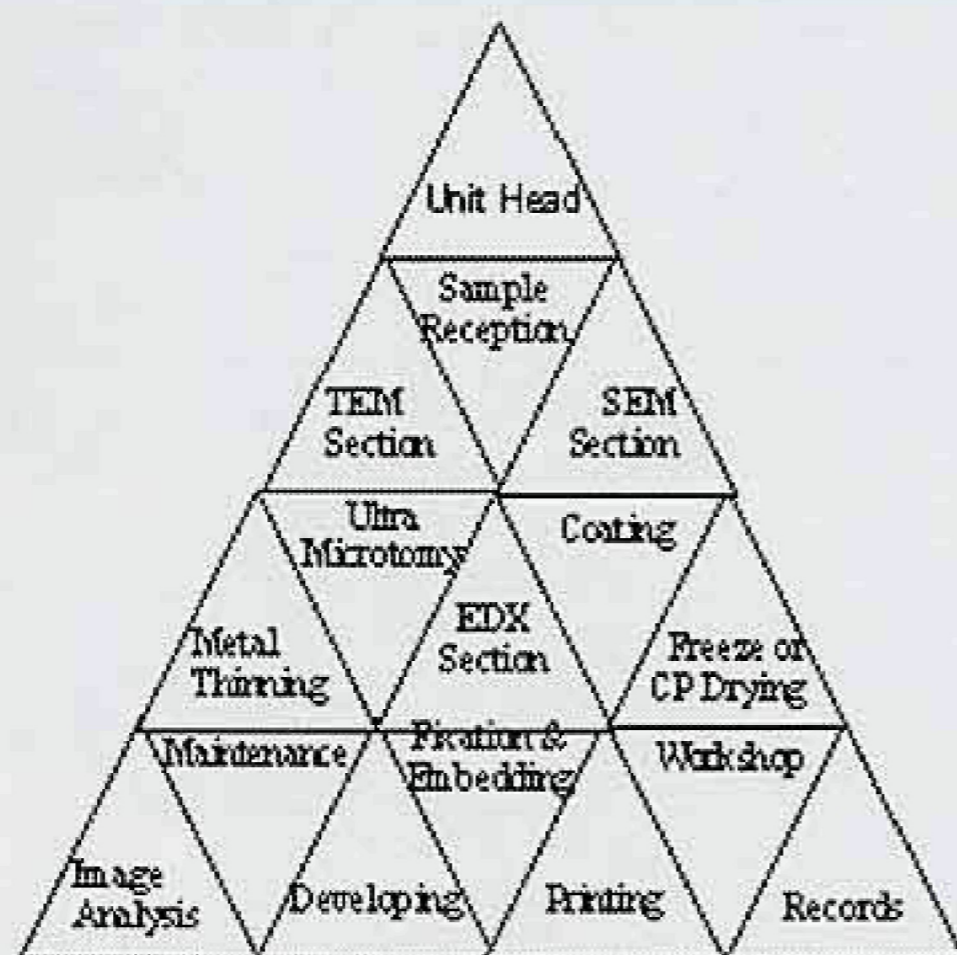 Unit Head
Sample
Reception
TEM
Section
SEM
Section
Ultra
Microtomy
Coating
EDX
Section
Metal
Thinning
Freeze or
CP Drying
Maintenance
Fixation &
Embedding
Workshop
Image
Analysis
Developing
Printing
Records